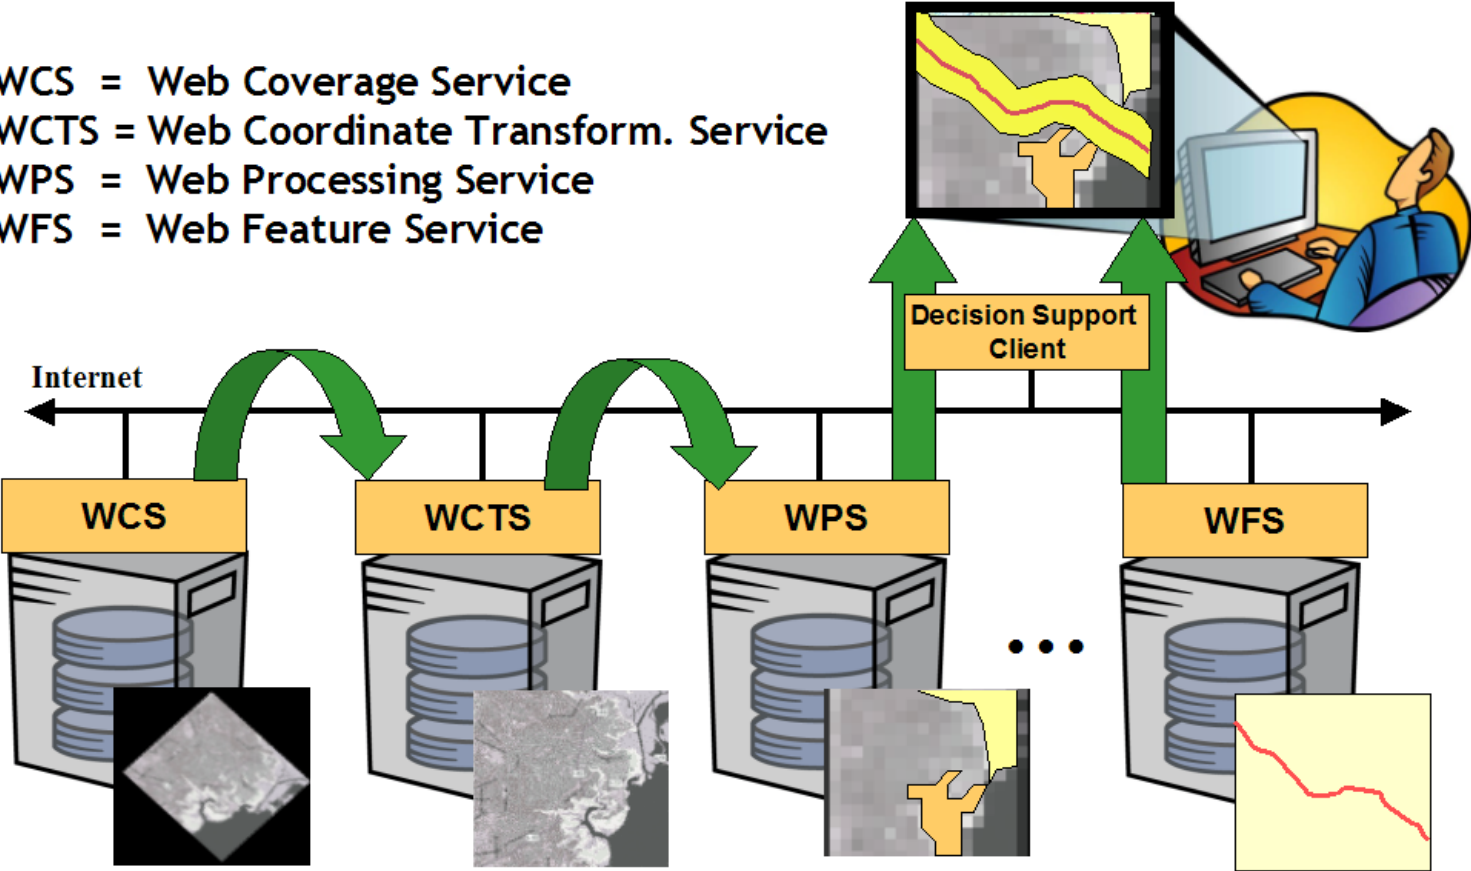 WCS = Web Coverage Service
WCTS = Web Coordinate Transform. Service
WPS = Web Processing Service
WFS = Web Feature Service
Decision Support
Client
Internet
WCS
WCTS
WPS
WFS
...